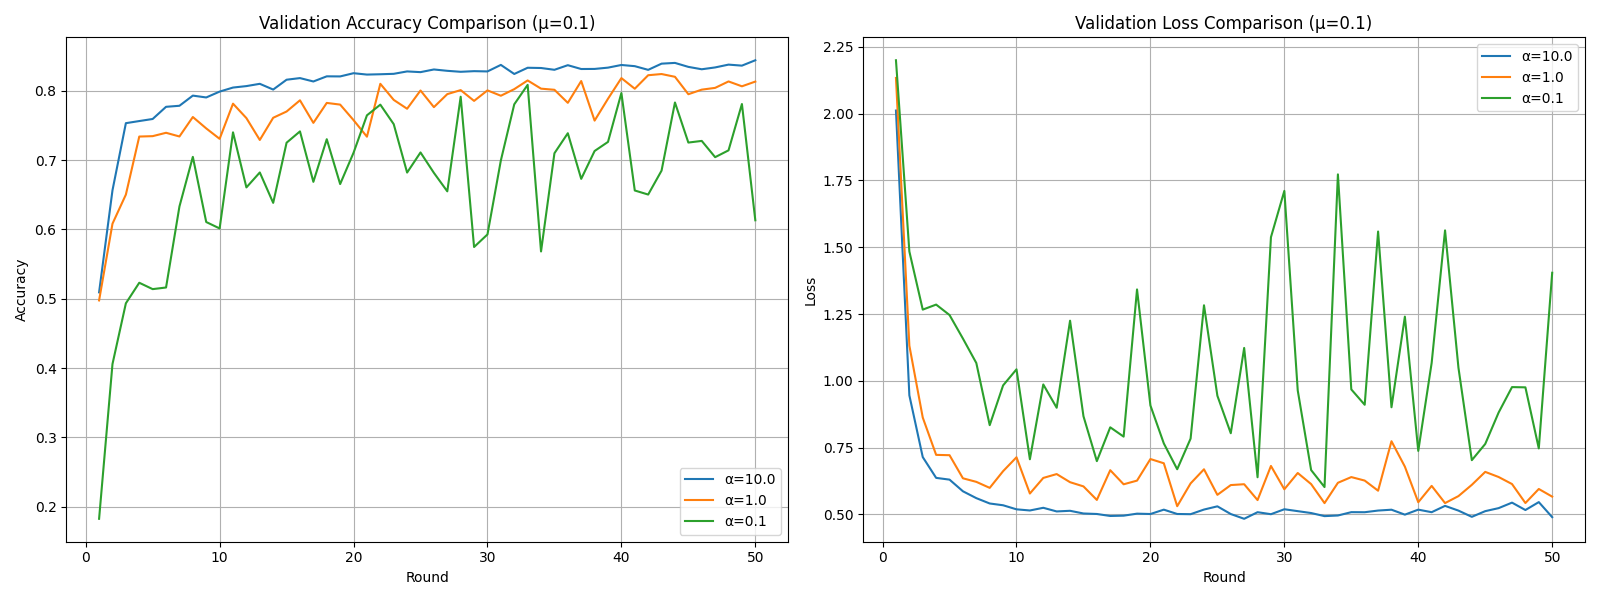 Validation Accuracy Comparison (μ=0.1)
Accuracy
0.8
0.7
0.6
0.5
0.4
0.3
0.2
0
10
20
30
40
50
Round
α=10.0
α=1.0
α=0.1
Validation Loss Comparison (μ=0.1)
Loss
2.25
2.00
1.75
1.50
1.25
1.00
0.75
0.50
0
10
20
30
40
50
Round
α=10.0
α=1.0
α=0.1